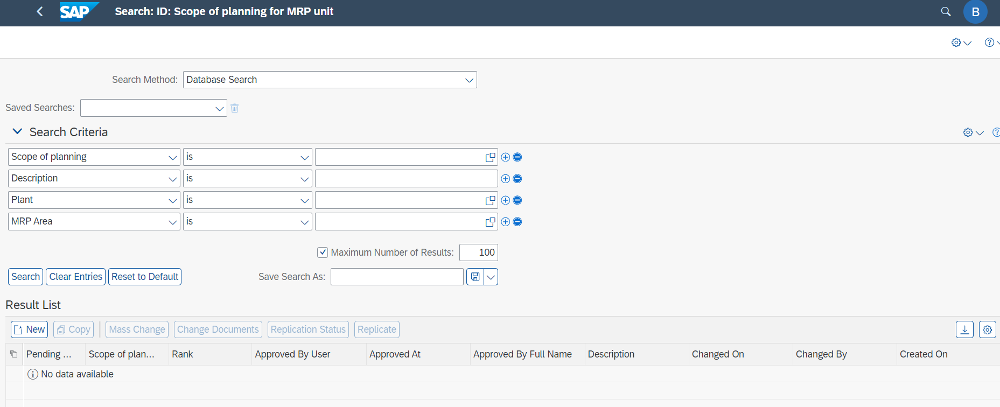 SAP Search: ID: Scope of planning for MRP unit B
Search Method: Database Search
Saved Searches:
Search Criteria
Scope of planning is
Description is
Plant is
MRP Area is
Maximum Number of Results: 100
Search Clear Entries Reset to Default Save Search As:
Result List
New Copy Mass Change Change Documents Replication Status Replicate
Pending ... Scope of plan... Rank Approved By User Approved At Approved By Full Name Description Changed On Changed By Created On
No data available